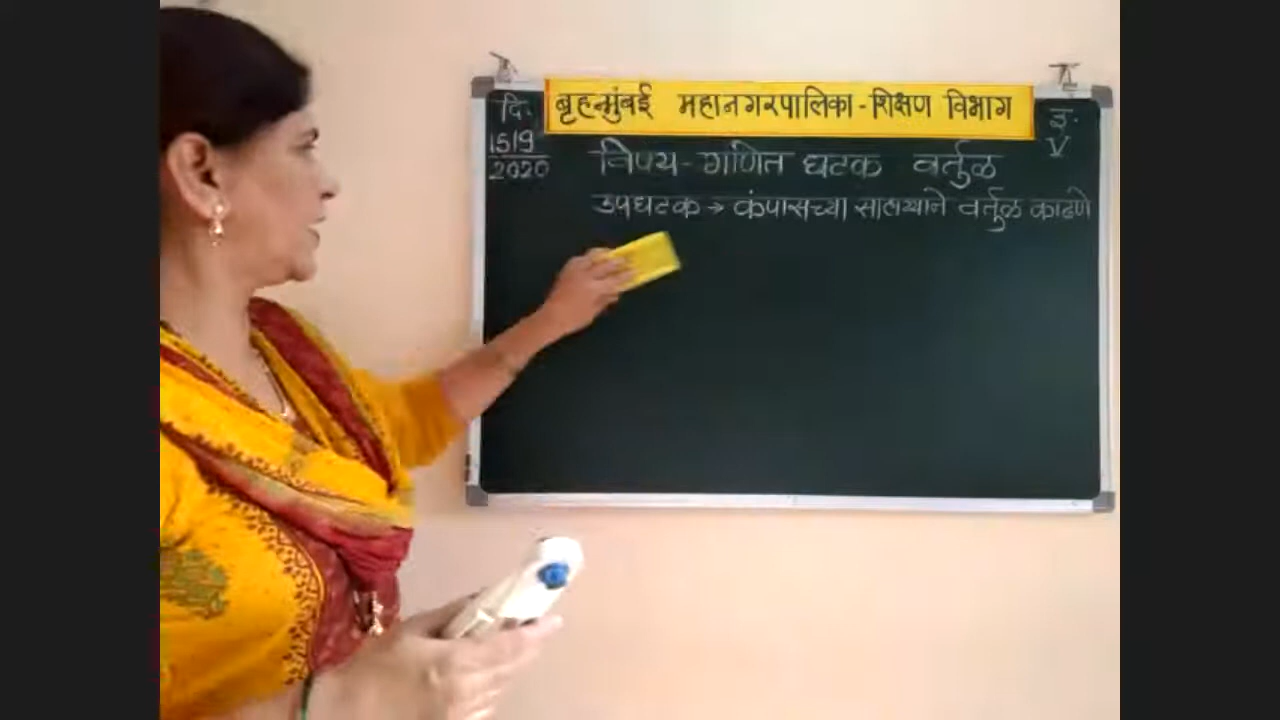 बृहन्मुंबई महानगरपालिका - शिक्षण विभाग
दि.
15/9
2020
इ.
V
विषय - गणित घटक वर्तुळ
उपघटक → कंपासच्या साहाय्याने वर्तुळ काढणे